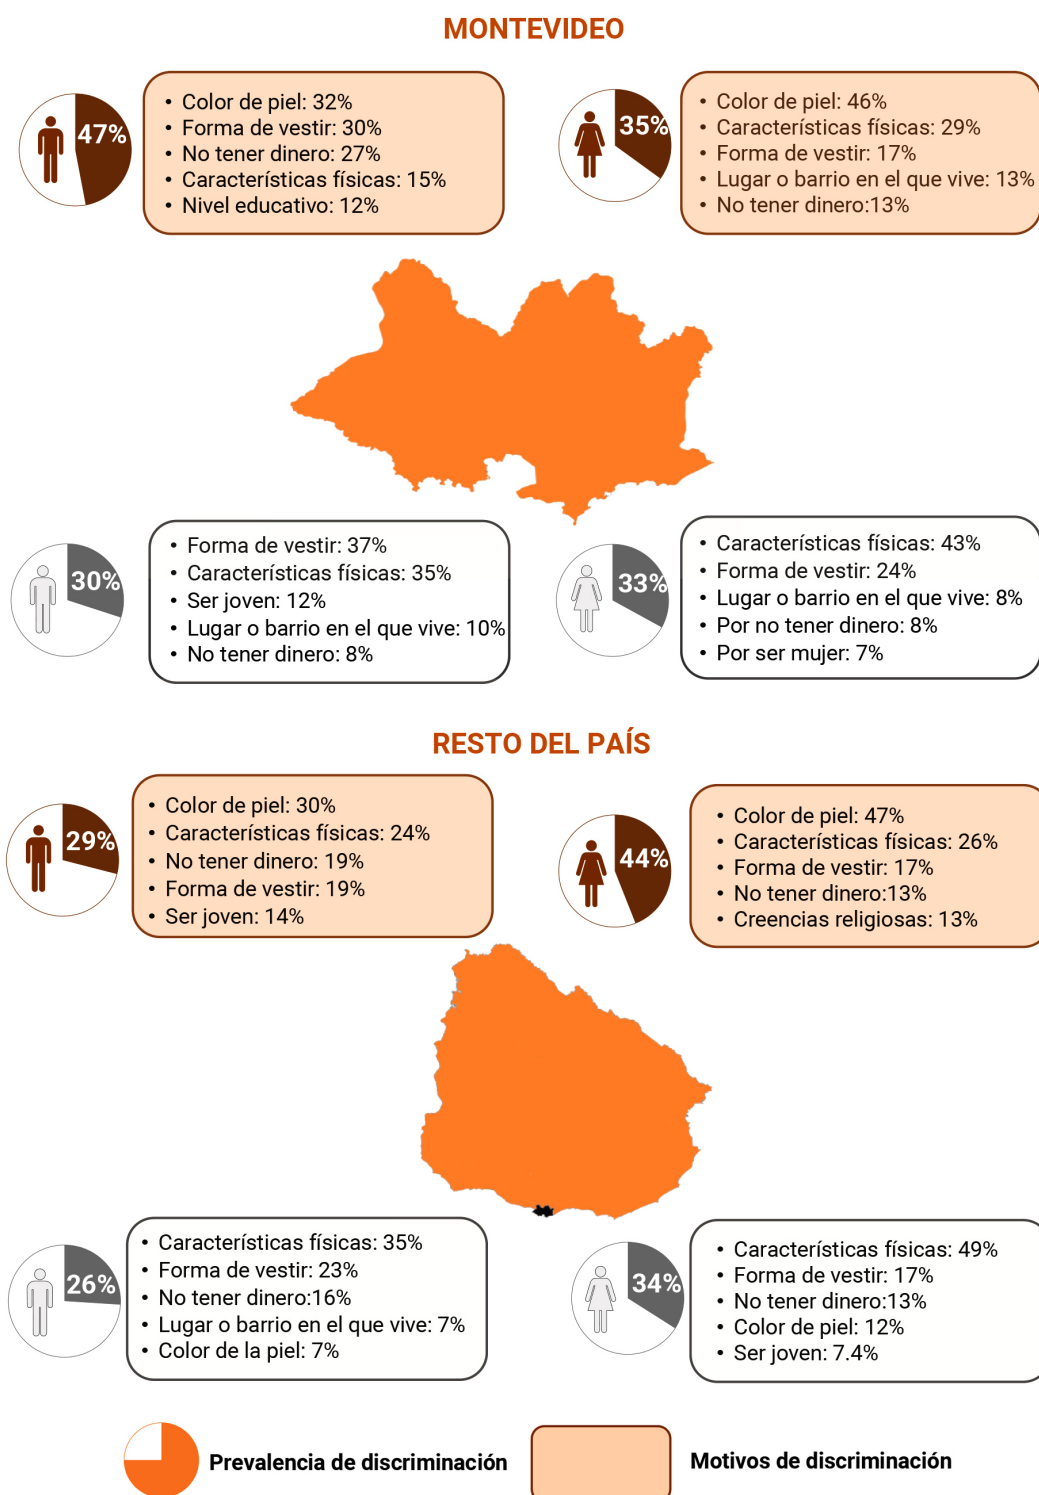 MONTEVIDEO
47%
• Color de piel: 32%
• Forma de vestir: 30%
• No tener dinero: 27%
• Características físicas: 15%
• Nivel educativo: 12%
35%
• Color de piel: 46%
• Características físicas: 29%
• Forma de vestir: 17%
• Lugar o barrio en el que vive: 13%
• No tener dinero:13%
30%
• Forma de vestir: 37%
• Características físicas: 35%
• Ser joven: 12%
• Lugar o barrio en el que vive: 10%
• No tener dinero: 8%
33%
• Características físicas: 43%
• Forma de vestir: 24%
• Lugar o barrio en el que vive: 8%
• Por no tener dinero: 8%
• Por ser mujer: 7%
RESTO DEL PAÍS
29%
• Color de piel: 30%
• Características físicas: 24%
• No tener dinero: 19%
• Forma de vestir: 19%
• Ser joven: 14%
44%
• Color de piel: 47%
• Características físicas: 26%
• Forma de vestir: 17%
• No tener dinero:13%
• Creencias religiosas: 13%
26%
• Características físicas: 35%
• Forma de vestir: 23%
• No tener dinero:16%
• Lugar o barrio en el que vive: 7%
• Color de la piel: 7%
34%
• Características físicas: 49%
• Forma de vestir: 17%
• No tener dinero:13%
• Color de piel: 12%
• Ser joven: 7.4%
Prevalencia de discriminación
Motivos de discriminación